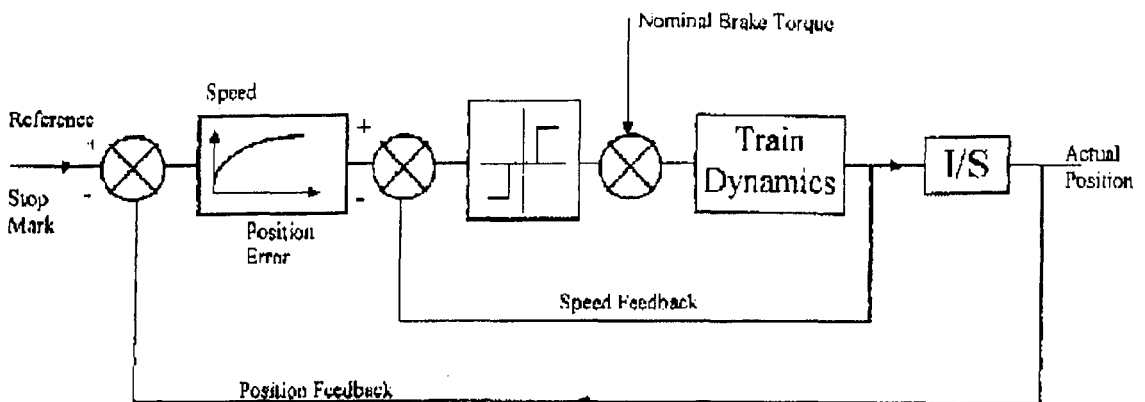 Nominal Brake Torque
Speed
Reference
+
+
Stop
Mark
-
-
Position
Error
Train
Dynamics
I/S
Actual
Position
Speed Feedback
Position Feedback